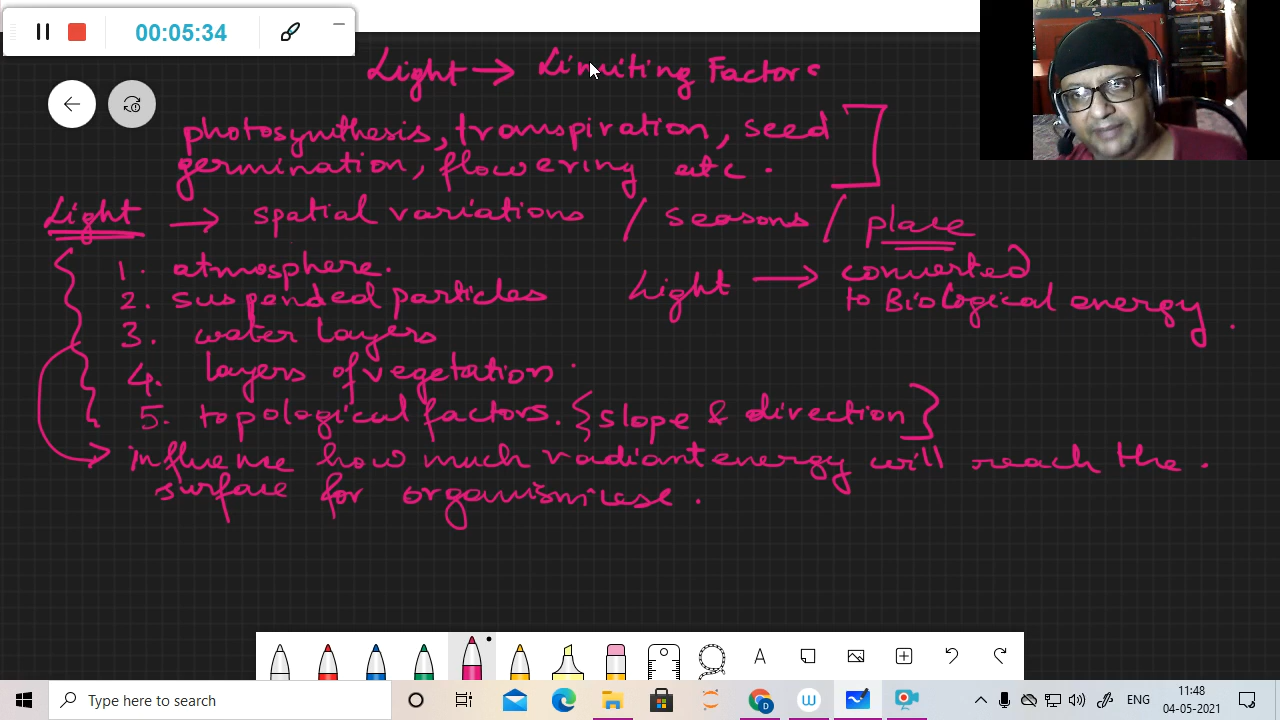 00:05:34
Light → Limiting Factors
photosynthesis, transpiration, seed
germination, flowering etc.
Light → spatial variations / seasons / place
1. atmosphere.
2. suspended particles
Light → converted
to Biological energy.
3. water layers
4. layers of vegetation.
5. topological factors. {slope & direction}
influense how much radiant energy will reach the
surface for organismic use.
A
Type here to search
W
D
ENG
11:48
04-05-2021